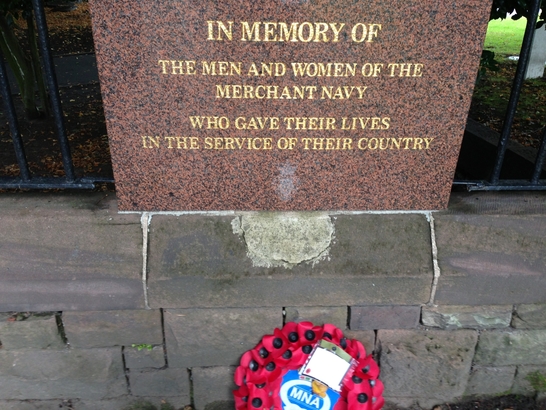 IN MEMORY OF
THE MEN AND WOMEN OF THE
MERCHANT NAVY
WHO GAVE THEIR LIVES
IN THE SERVICE OF THEIR COUNTRY
MNA